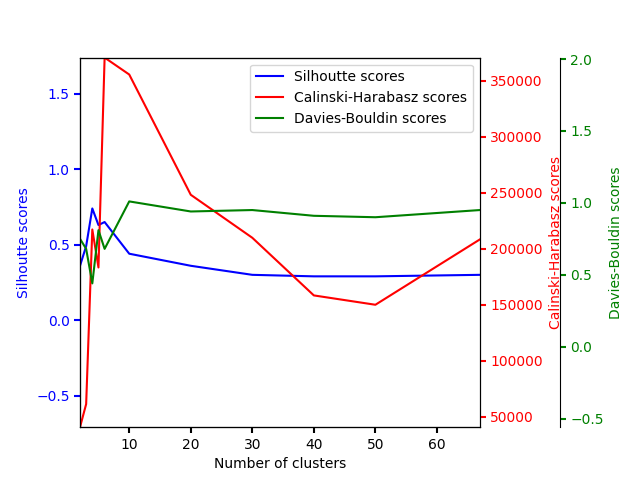 Silhoutte scores
Calinski-Harabasz scores
Davies-Bouldin scores
1.5
1.0
0.5
0.0
−0.5
Silhoutte scores
350000
300000
250000
200000
150000
100000
50000
Calinski-Harabasz scores
2.0
1.5
1.0
0.5
0.0
−0.5
Davies-Bouldin scores
10 20 30 40 50 60
Number of clusters